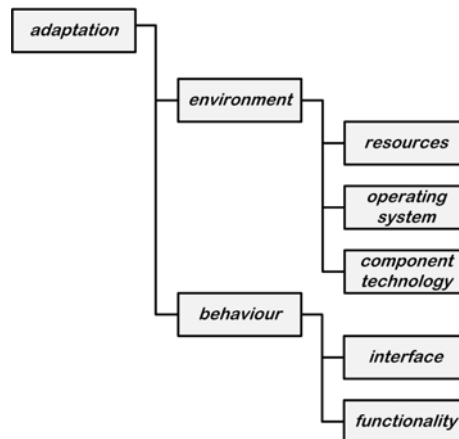 adaptation
environment
resources
operating
system
component
technology
behaviour
interface
functionality